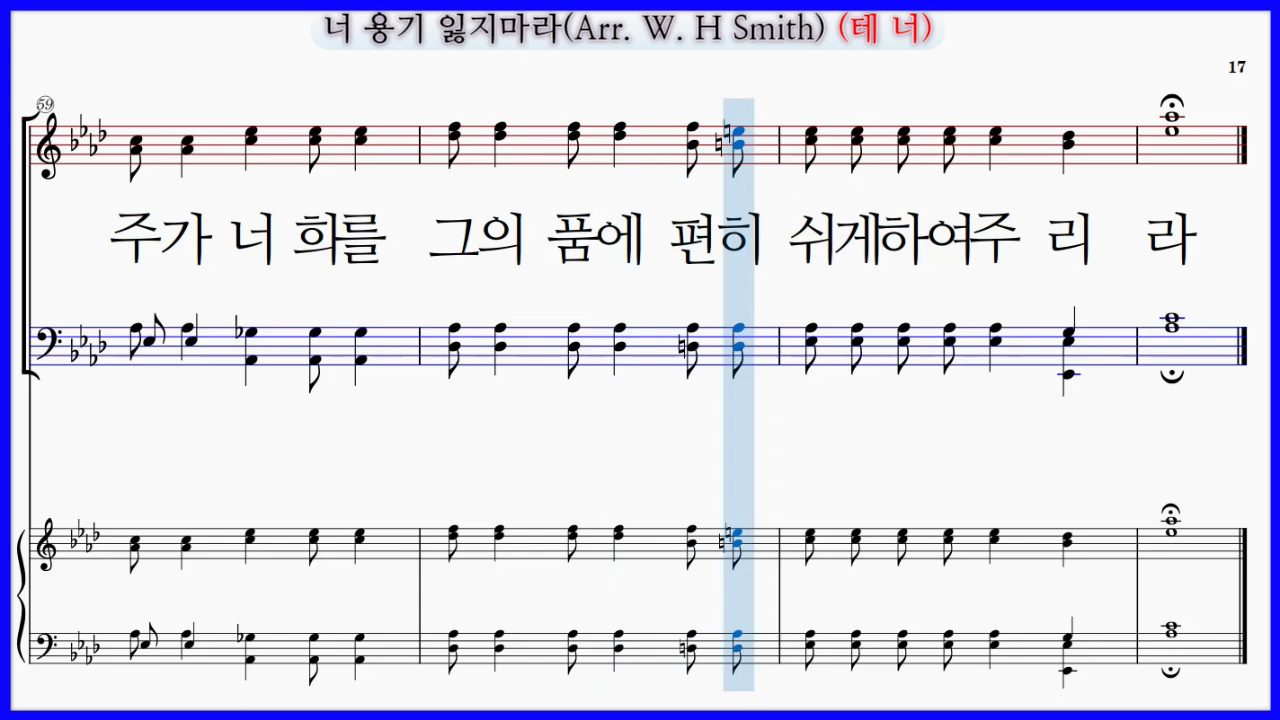 너 용기 잃지마라(Arr. W. H Smith) (테 너)
17
59
주가 너 희를 그의 품에 편히 쉬게하여주 리 라